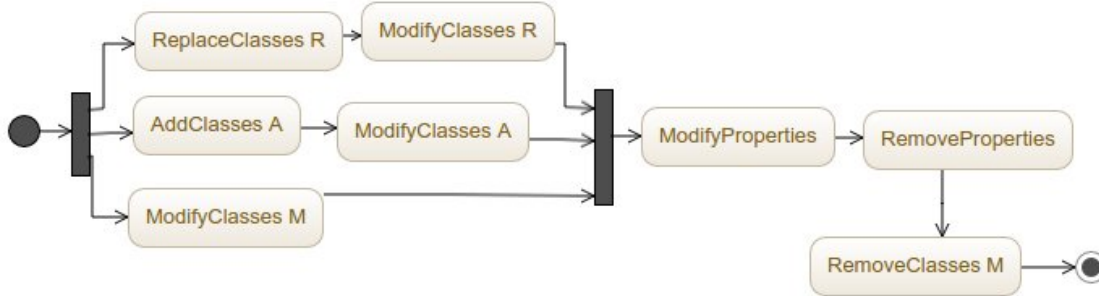 ReplaceClasses R
ModifyClasses R
AddClasses A
ModifyClasses A
ModifyClasses M
ModifyProperties
RemoveProperties
RemoveClasses M